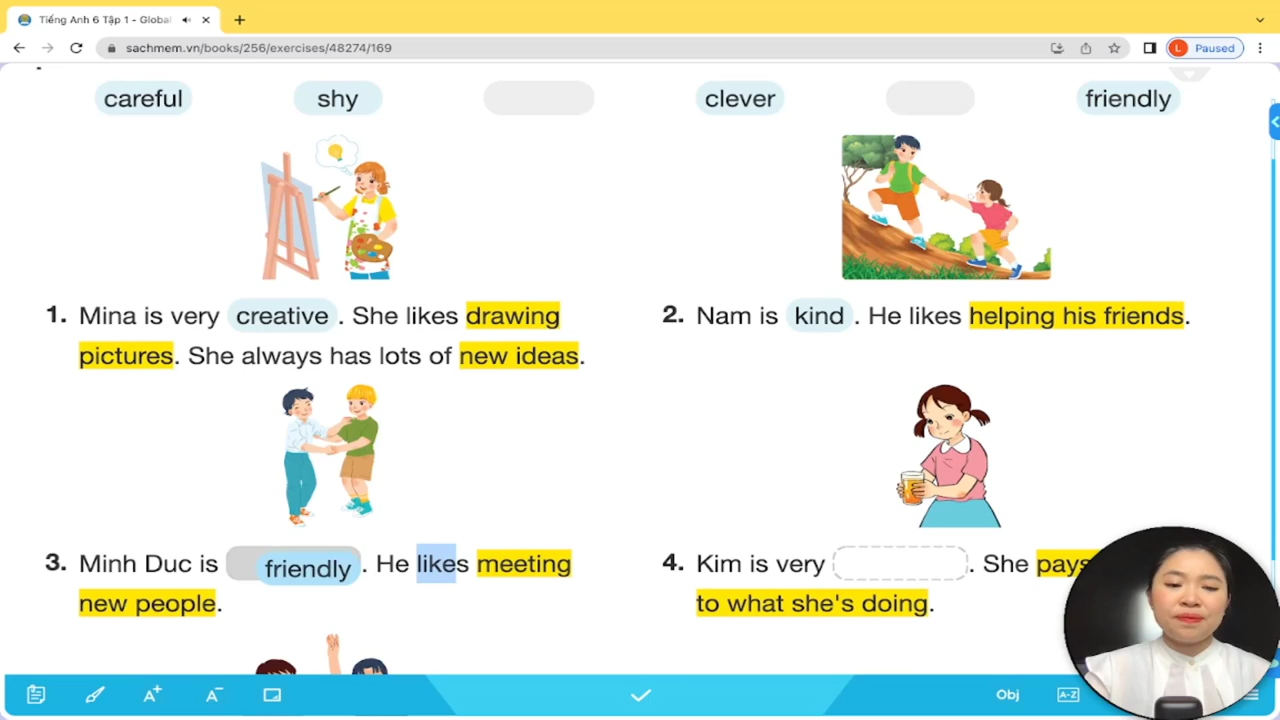 Tiếng Anh 6 Tập 1 - Global
sachmem.vn/books/256/exercises/48274/169
L Paused
careful shy clever friendly
1. Mina is very creative . She likes drawing
pictures. She always has lots of new ideas.
2. Nam is kind . He likes helping his friends.
3. Minh Duc is friendly . He likes meeting
new people.
4. Kim is very . She pays
to what she's doing.
A+ A- Obj A-Z